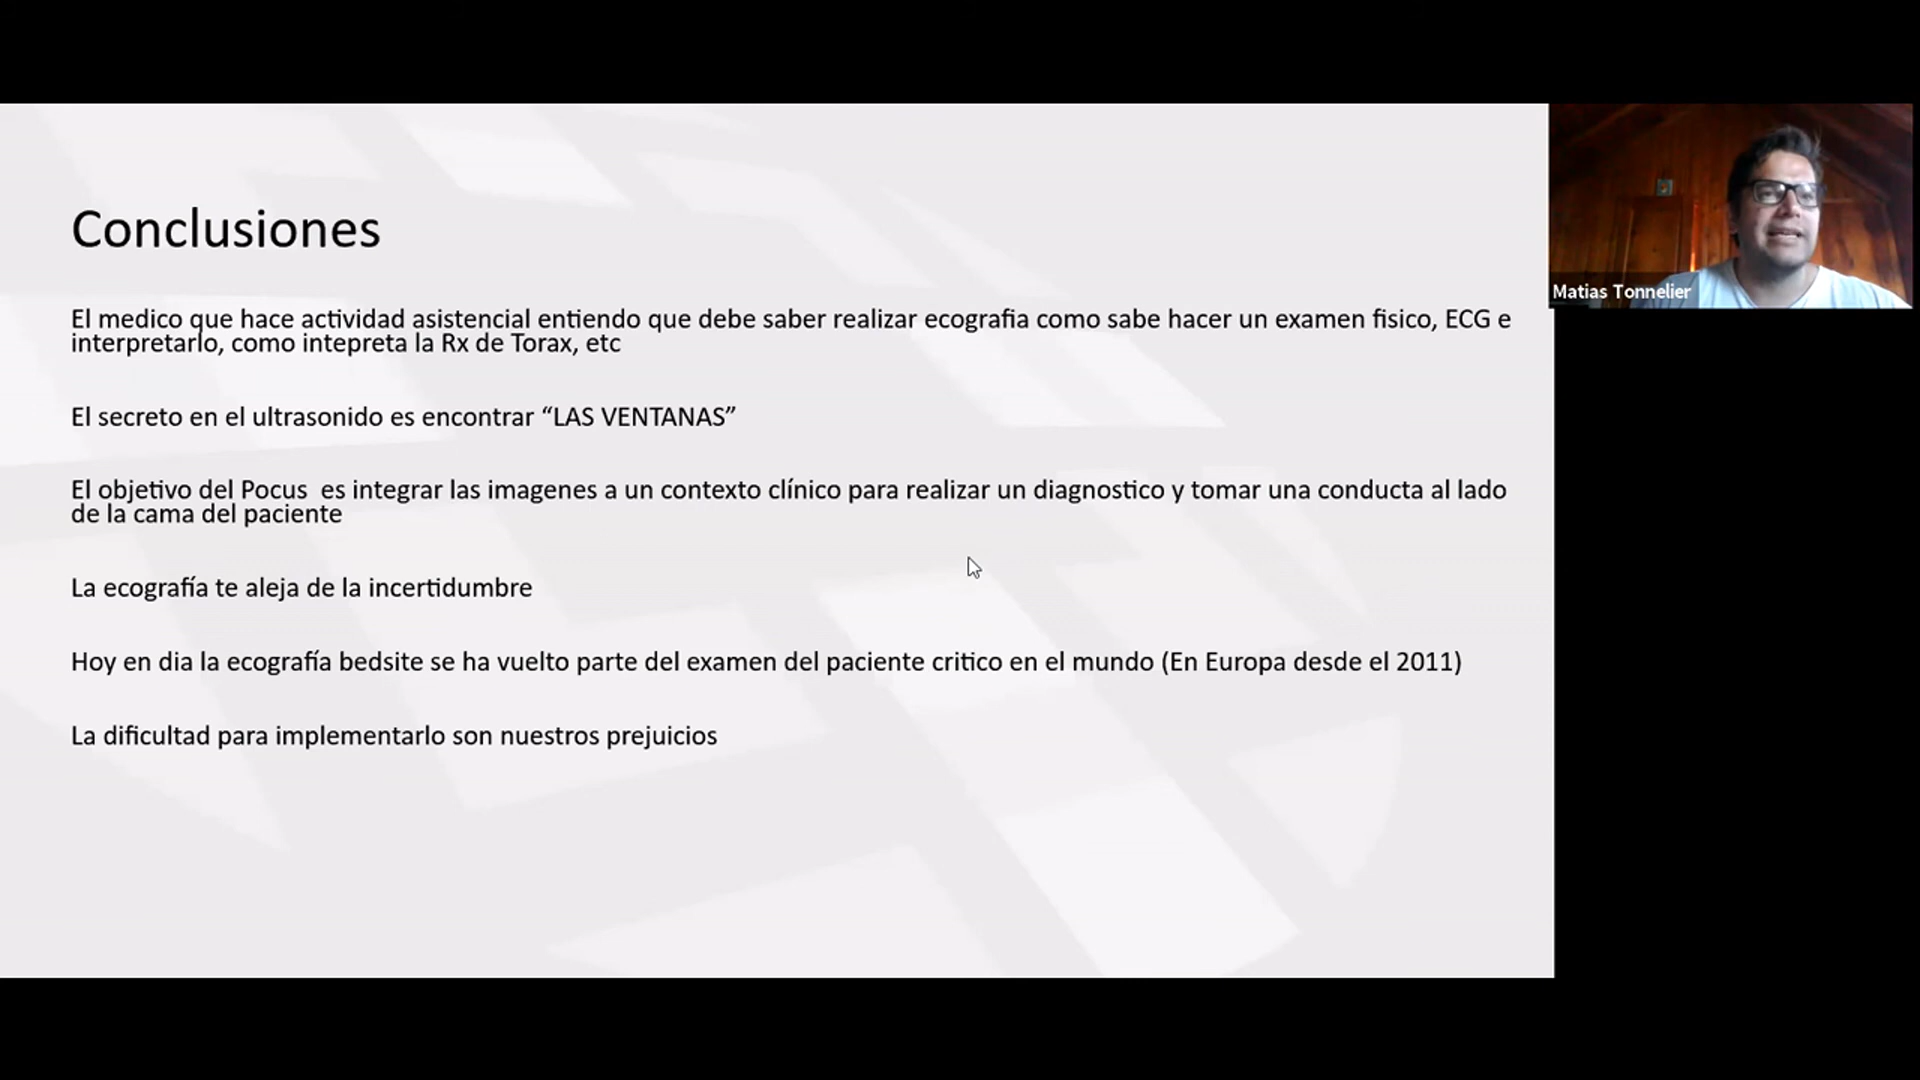 Conclusiones
El medico que hace actividad asistencial entiendo que debe saber realizar ecografia como sabe hacer un examen fisico, ECG e
interpretarlo, como intepreta la Rx de Torax, etc
El secreto en el ultrasonido es encontrar “LAS VENTANAS”
El objetivo del Pocus  es integrar las imagenes a un contexto clínico para realizar un diagnostico y tomar una conducta al lado
de la cama del paciente
La ecografía te aleja de la incertidumbre
Hoy en dia la ecografía bedsite se ha vuelto parte del examen del paciente critico en el mundo (En Europa desde el 2011)
La dificultad para implementarlo son nuestros prejuicios
Matias Tonnelier